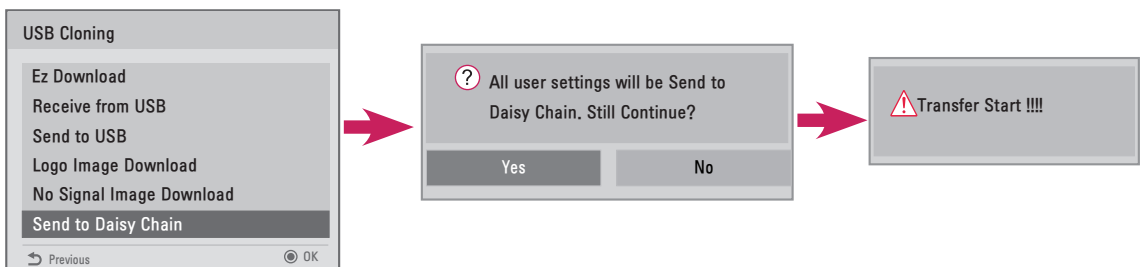 USB Cloning
Ez Download
Receive from USB
Send to USB
Logo Image Download
No Signal Image Download
Send to Daisy Chain
Previous
OK
? All user settings will be Send to
Daisy Chain. Still Continue?
Yes
No
! Transfer Start !!!!